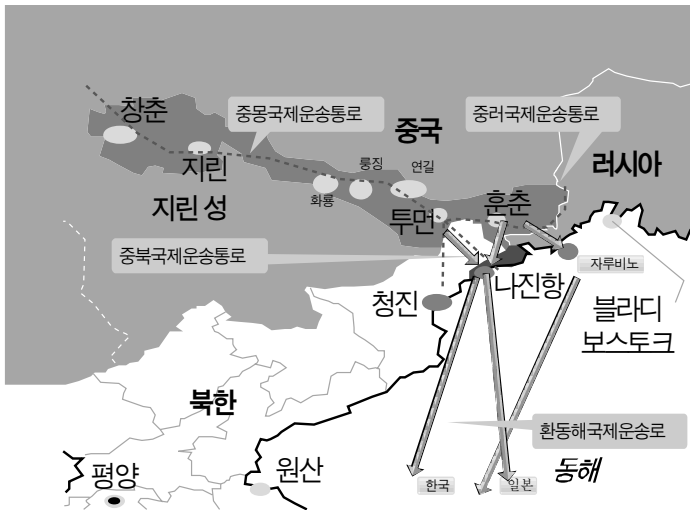 창춘
중몽국제운송통로
중국
중러국제운송통로
룽징
연길
지린
러시아
화룡
지린 성
투먼
훈춘
중북국제운송통로
자루비노
나진항
청진
블라디
보스토크
북한
환동해국제운송로
평양
원산
동해
한국
일본